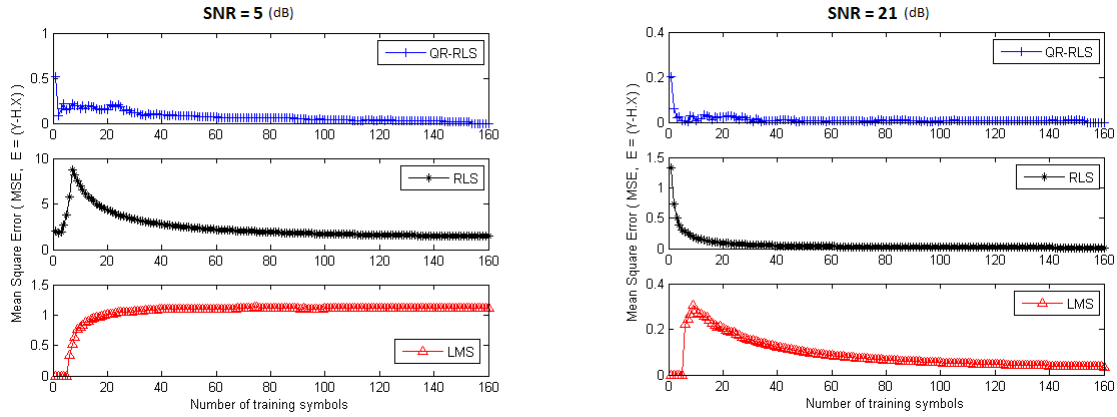 SNR = 5 (dB)
1
0.5
0
QR-RLS
0 20 40 60 80 100 120 140 160
10
5
0
RLS
0 20 40 60 80 100 120 140 160
1.5
1
0.5
0
LMS
0 20 40 60 80 100 120 140 160
Number of training symbols
Mean Square Error ( MSE, E = (Y-H.X))
SNR = 21 (dB)
0.4
0.2
0
QR-RLS
0 20 40 60 80 100 120 140 160
1.5
1
0.5
0
RLS
0 20 40 60 80 100 120 140 160
0.4
0.2
0
LMS
0 20 40 60 80 100 120 140 160
Number of training symbols
Mean Square Error ( MSE, E = (Y-H.X))